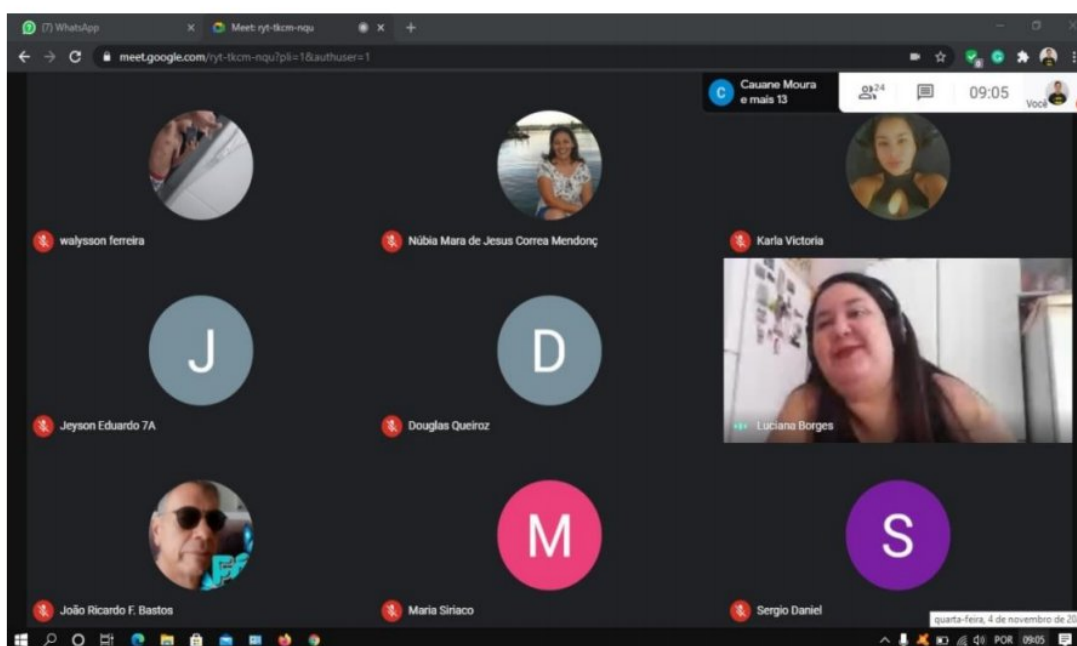 (7) WhatsApp
Meet: ryt-tkcm-nqu
meet.google.com/ryt-tkcm-nqu?pli=1&authuser=1
C
Cauane Moura
e mais 13
24
09:05
Você
walysson ferreira
Núbia Mara de Jesus Correa Mendonç
Karla Victoria
J
D
Jeyson Eduardo 7A
Douglas Queiroz
Luciana Borges
M
S
João Ricardo F. Bastos
Maria Siriaco
Sergio Daniel
quarta-feira, 4 de novembro de 20
POR
09:05